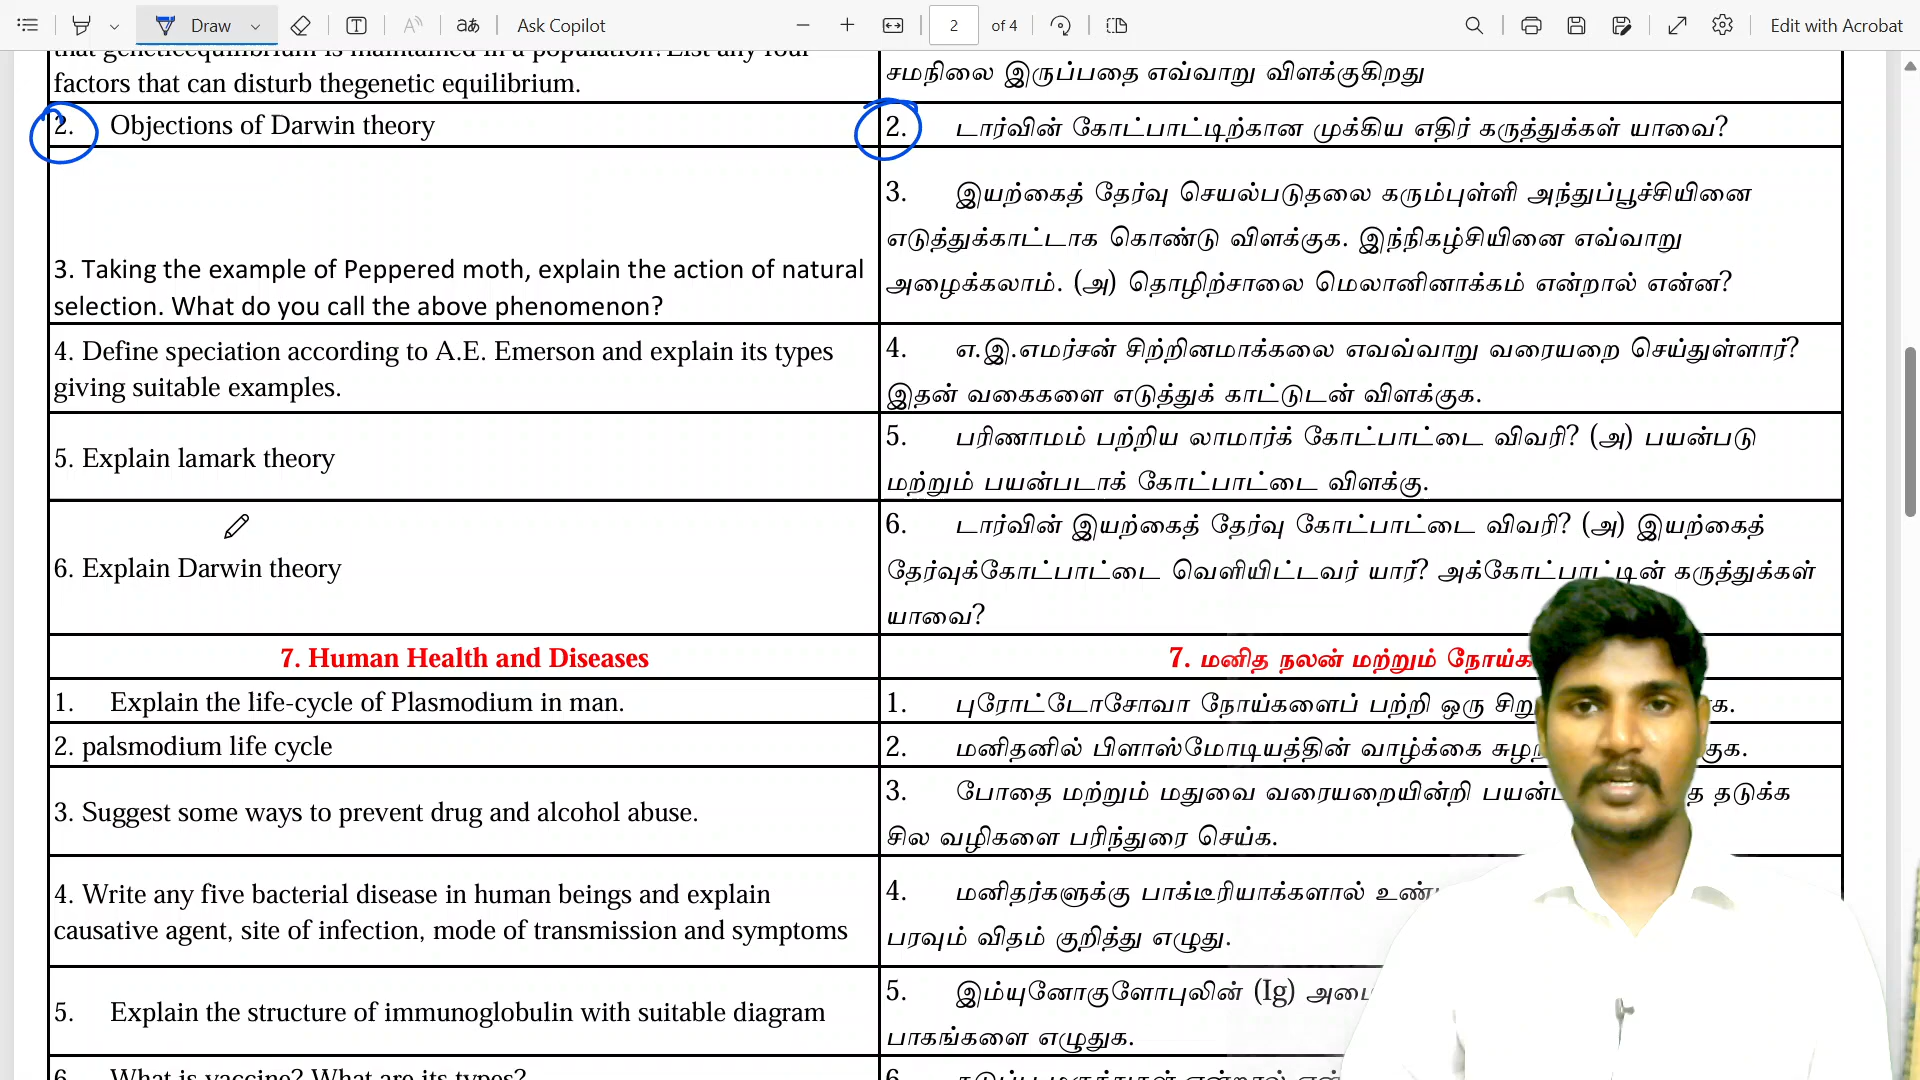 Draw
Ask Copilot
2 of 4
Edit with Acrobat
factors that can disturb thegenetic equilibrium.
சமநிலை இருப்பதை எவ்வாறு விளக்குகிறது
2. Objections of Darwin theory
2. டார்வின் கோட்பாட்டிற்கான முக்கிய எதிர் கருத்துக்கள் யாவை?
3. Taking the example of Peppered moth, explain the action of natural
selection. What do you call the above phenomenon?
3. இயற்கைத் தேர்வு செயல்படுதலை கரும்புள்ளி அந்துப்பூச்சியினை
எடுத்துக்காட்டாக கொண்டு விளக்குக. இந்நிகழ்சியினை எவ்வாறு
அழைக்கலாம். (அ) தொழிற்சாலை மெலானினாக்கம் என்றால் என்ன?
4. Define speciation according to A.E. Emerson and explain its types
giving suitable examples.
4. எ.இ.எமர்சன் சிற்றினமாக்கலை எவவ்வாறு வரையறை செய்துள்ளார்?
இதன் வகைகளை எடுத்துக் காட்டுடன் விளக்குக.
5. Explain lamark theory
5. பரிணாமம் பற்றிய லாமார்க் கோட்பாட்டை விவரி? (அ) பயன்படு
மற்றும் பயன்படாக் கோட்பாட்டை விளக்கு.
6. Explain Darwin theory
6. டார்வின் இயற்கைத் தேர்வு கோட்பாட்டை விவரி? (அ) இயற்கைத்
தேர்வுக்கோட்பாட்டை வெளியிட்டவர் யார்? அக்கோட்பாட்டின் கருத்துக்கள்
யாவை?
7. Human Health and Diseases
7. மனித நலன் மற்றும்
1. Explain the life-cycle of Plasmodium in man.
1. புரோட்டோசோவா நோய்களைப் பற்றி ஒரு
2. palsmodium life cycle
2. மனிதனில் பிளாஸ்மோடியத்தின் வாழ்க்கை
3. Suggest some ways to prevent drug and alcohol abuse.
3. போதை மற்றும் மதுவை வரையறையின்றி தடுக்க
சில வழிகளை பரிந்துரை செய்க.
4. Write any five bacterial disease in human beings and explain
causative agent, site of infection, mode of transmission and symptoms
4. மனிதர்களுக்கு பாக்டீரியாக்களால்
பரவும் விதம் குறித்து எழுது.
5. Explain the structure of immunoglobulin with suitable diagram
5. இம்யுனோகுளோபுலின் (Ig)
பாகங்களை எழுதுக.
6. What is vaccine? What are its types?